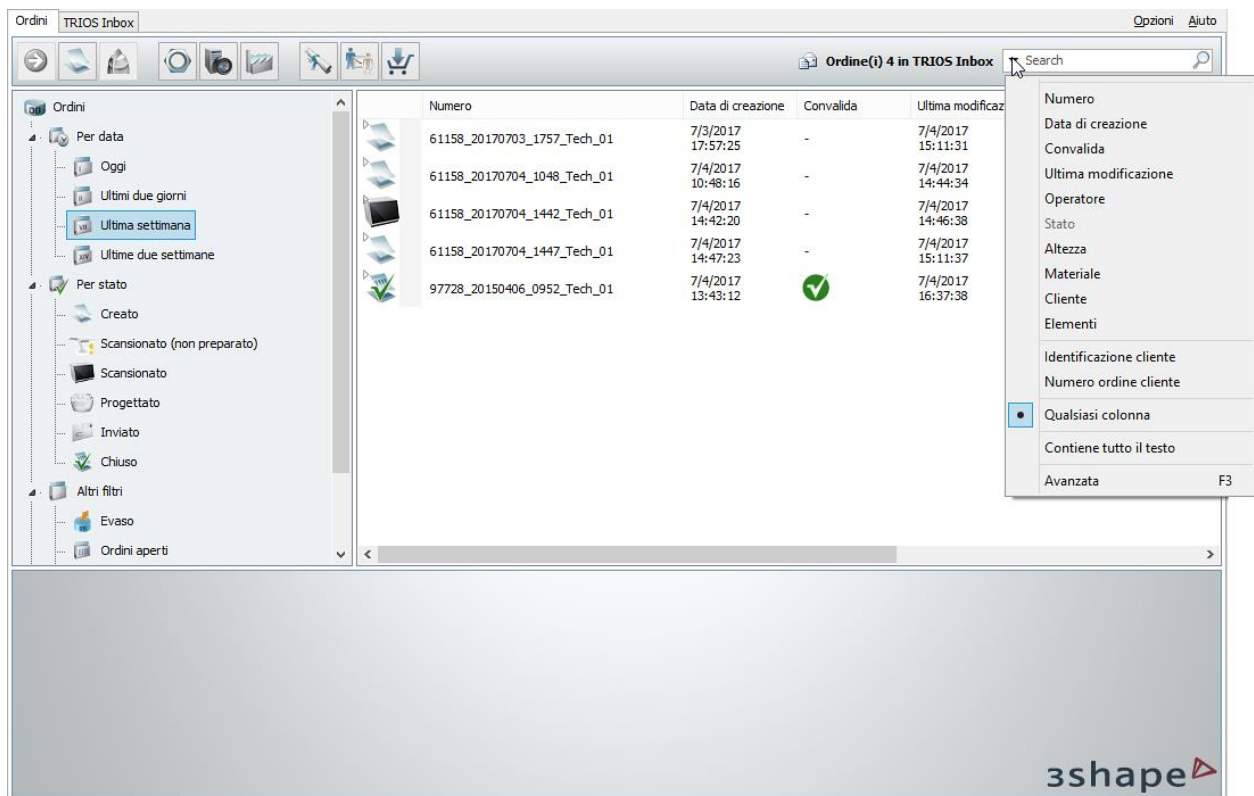 Ordini TRIOS Inbox Opzioni Aiuto
Ordine(i) 4 in TRIOS Inbox Search
Ordini
Per data
Oggi
Ultimi due giorni
Ultima settimana
Ultime due settimane
Per stato
Creato
Scansionato (non preparato)
Scansionato
Progettato
Inviato
Chiuso
Altri filtri
Evaso
Ordini aperti
Numero Data di creazione Convalida Ultima modificaz
61158_20170703_1757_Tech_01 7/3/2017 17:57:25 - 7/4/2017 15:11:31
61158_20170704_1048_Tech_01 7/4/2017 10:48:16 - 7/4/2017 14:44:34
61158_20170704_1442_Tech_01 7/4/2017 14:42:20 - 7/4/2017 14:46:38
61158_20170704_1447_Tech_01 7/4/2017 14:47:23 - 7/4/2017 15:11:37
97728_20150406_0952_Tech_01 7/4/2017 13:43:12 7/4/2017 16:37:38
Numero
Data di creazione
Convalida
Ultima modificazione
Operatore
Stato
Altezza
Materiale
Cliente
Elementi
Identificazione cliente
Numero ordine cliente
Qualsiasi colonna
Contiene tutto il testo
Avanzata F3
3shape